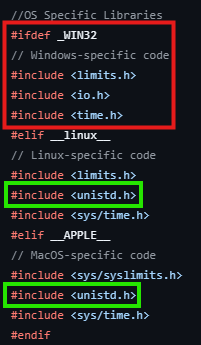 //OS Specific Libraries
#ifdef _WIN32
// Windows-specific code
#include <limits.h>
#include <io.h>
#include <time.h>
#elif __linux__
// Linux-specific code
#include <limits.h>
#include <unistd.h>
#include <sys/time.h>
#elif __APPLE__
// MacOS-specific code
#include <sys/syslimits.h>
#include <unistd.h>
#include <sys/time.h>
#endif